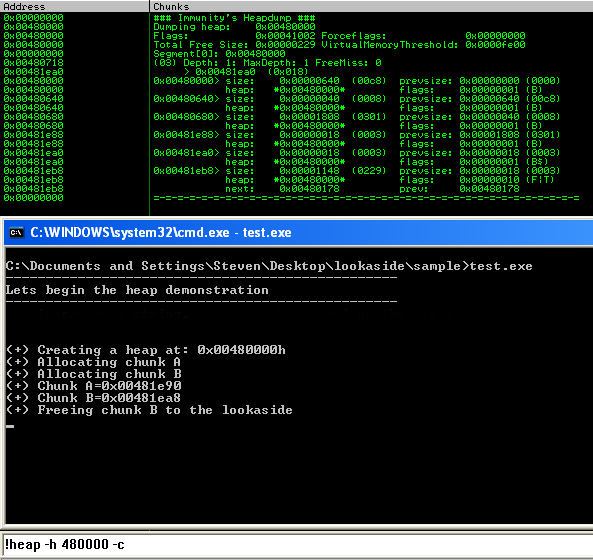 Address Chunks
0x00000000 ### Immunity's Heapdump ###
0x00480000 Dumping heap: 0x00480000
0x00480000 Flags: 0x00041002 Forceflags: 0x00000000
0x00480000 Total Free Size: 0x00000229 VirtualMemoryThreshold: 0x0000fe00
0x00480000 Segment[0]: 0x00480000
0x00480718 (03) Depth: 1: MaxDepth: 1 FreeMiss: 0
0x00481ea0 > 0x00481ea0 (0x018)
0x00480000 0x00480000> size: 0x00000640 (00c8) prevsize: 0x00000000 (0000)
0x00480000 heap: *0x00480000* flags: 0x00000001 (B)
0x00480640 0x00480640> size: 0x00000040 (0008) prevsize: 0x00000640 (00c8)
0x00480640 heap: *0x00480000* flags: 0x00000001 (B)
0x00480680 0x00480680> size: 0x00001808 (0301) prevsize: 0x00000040 (0008)
0x00480680 heap: *0x00480000* flags: 0x00000001 (B)
0x00481e88 0x00481e88> size: 0x00000018 (0003) prevsize: 0x00001808 (0301)
0x00481e88 heap: *0x00480000* flags: 0x00000001 (B)
0x00481ea0 0x00481ea0> size: 0x00000018 (0003) prevsize: 0x00000018 (0003)
0x00481ea0 heap: *0x00480000* flags: 0x00000001 (B$)
0x00481eb8 0x00481eb8> size: 0x00001148 (0229) prevsize: 0x00000018 (0003)
0x00481eb8 heap: *0x00480000* flags: 0x00000010 (F|T)
0x00481eb8 next: 0x00480178 prev: 0x00480178
0x00000000 -------------------------------------------------------
C:\WINDOWS\system32\cmd.exe - test.exe
C:\Documents and Settings\Steven\Desktop\lookaside\sample>test.exe
-------------------------------------------------
Lets begin the heap demonstration
-------------------------------------------------
(+) Creating a heap at: 0x00480000h
(+) Allocating chunk A
(+) Allocating chunk B
(+) Chunk A=0x00481e90
(+) Chunk B=0x00481ea8
(+) Freeing chunk B to the lookaside
!heap -h 480000 -c